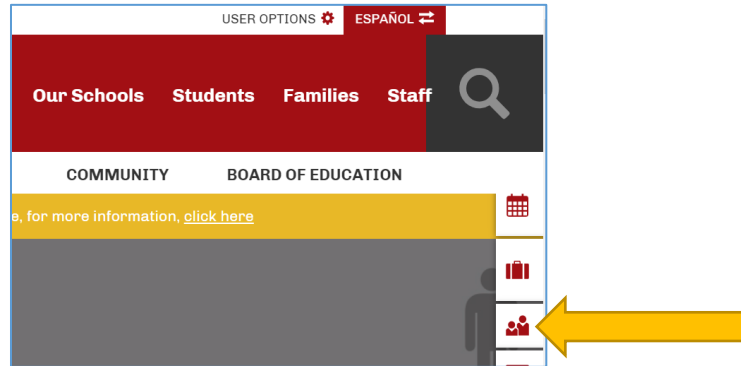 USER OPTIONS ESPAÑOL
Our Schools Students Families Staff
COMMUNITY BOARD OF EDUCATION
e, for more information, click here